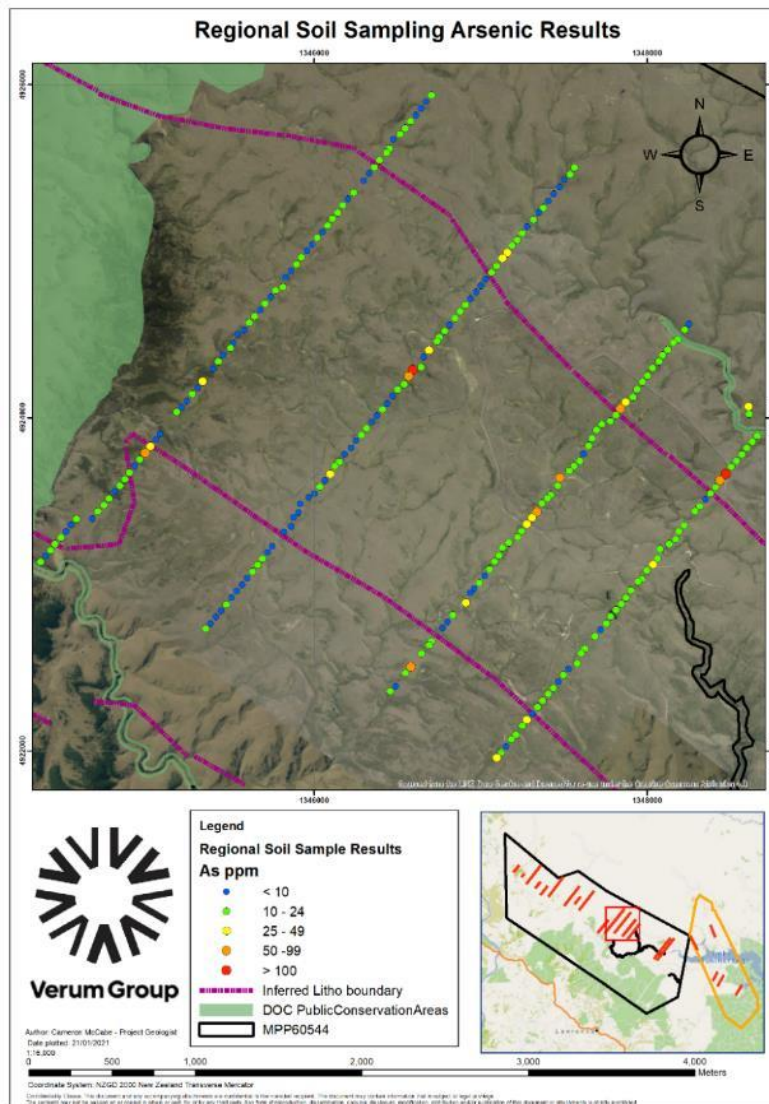 Regional Soil Sampling Arsenic Results
1346000
1348000
4926000
N
W
E
S
4924000
4922000
1346000
1348000
Verum Group
Legend
Regional Soil Sample Results
As ppm
< 10
10 - 24
25 - 49
50 -99
> 100
Inferred Litho boundary
DOC PublicConservationAreas
MPP60544
Author: Cameron McCabe - Project Geologist
Date plotted: 21/01/2021
1:16,000
0
500
1,000
2,000
3,000
4,000
Meters
Coordinate System: NZGD 2000 New Zealand Transverse Mercator